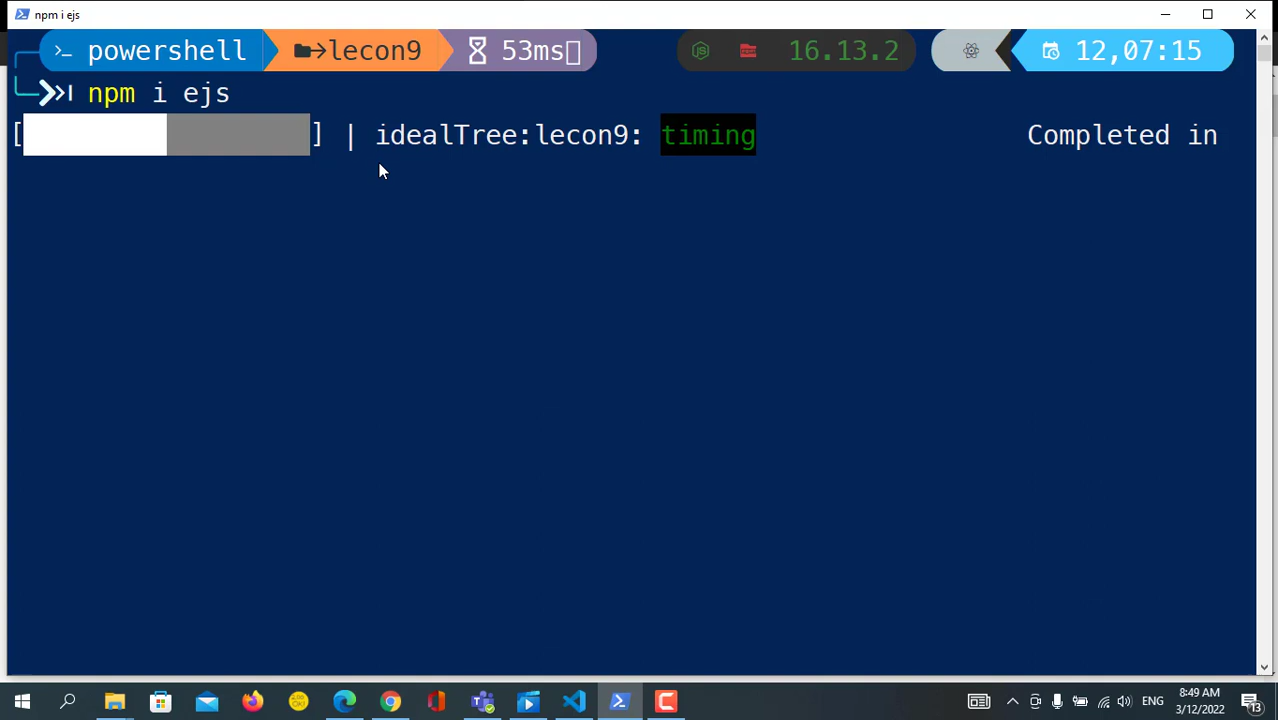 npm i ejs
powershell lecon9 53ms 16.13.2 12,07:15
npm i ejs
[ ] | idealTree:lecon9: timing Completed in
ENG
8:49 AM
3/12/2022
13